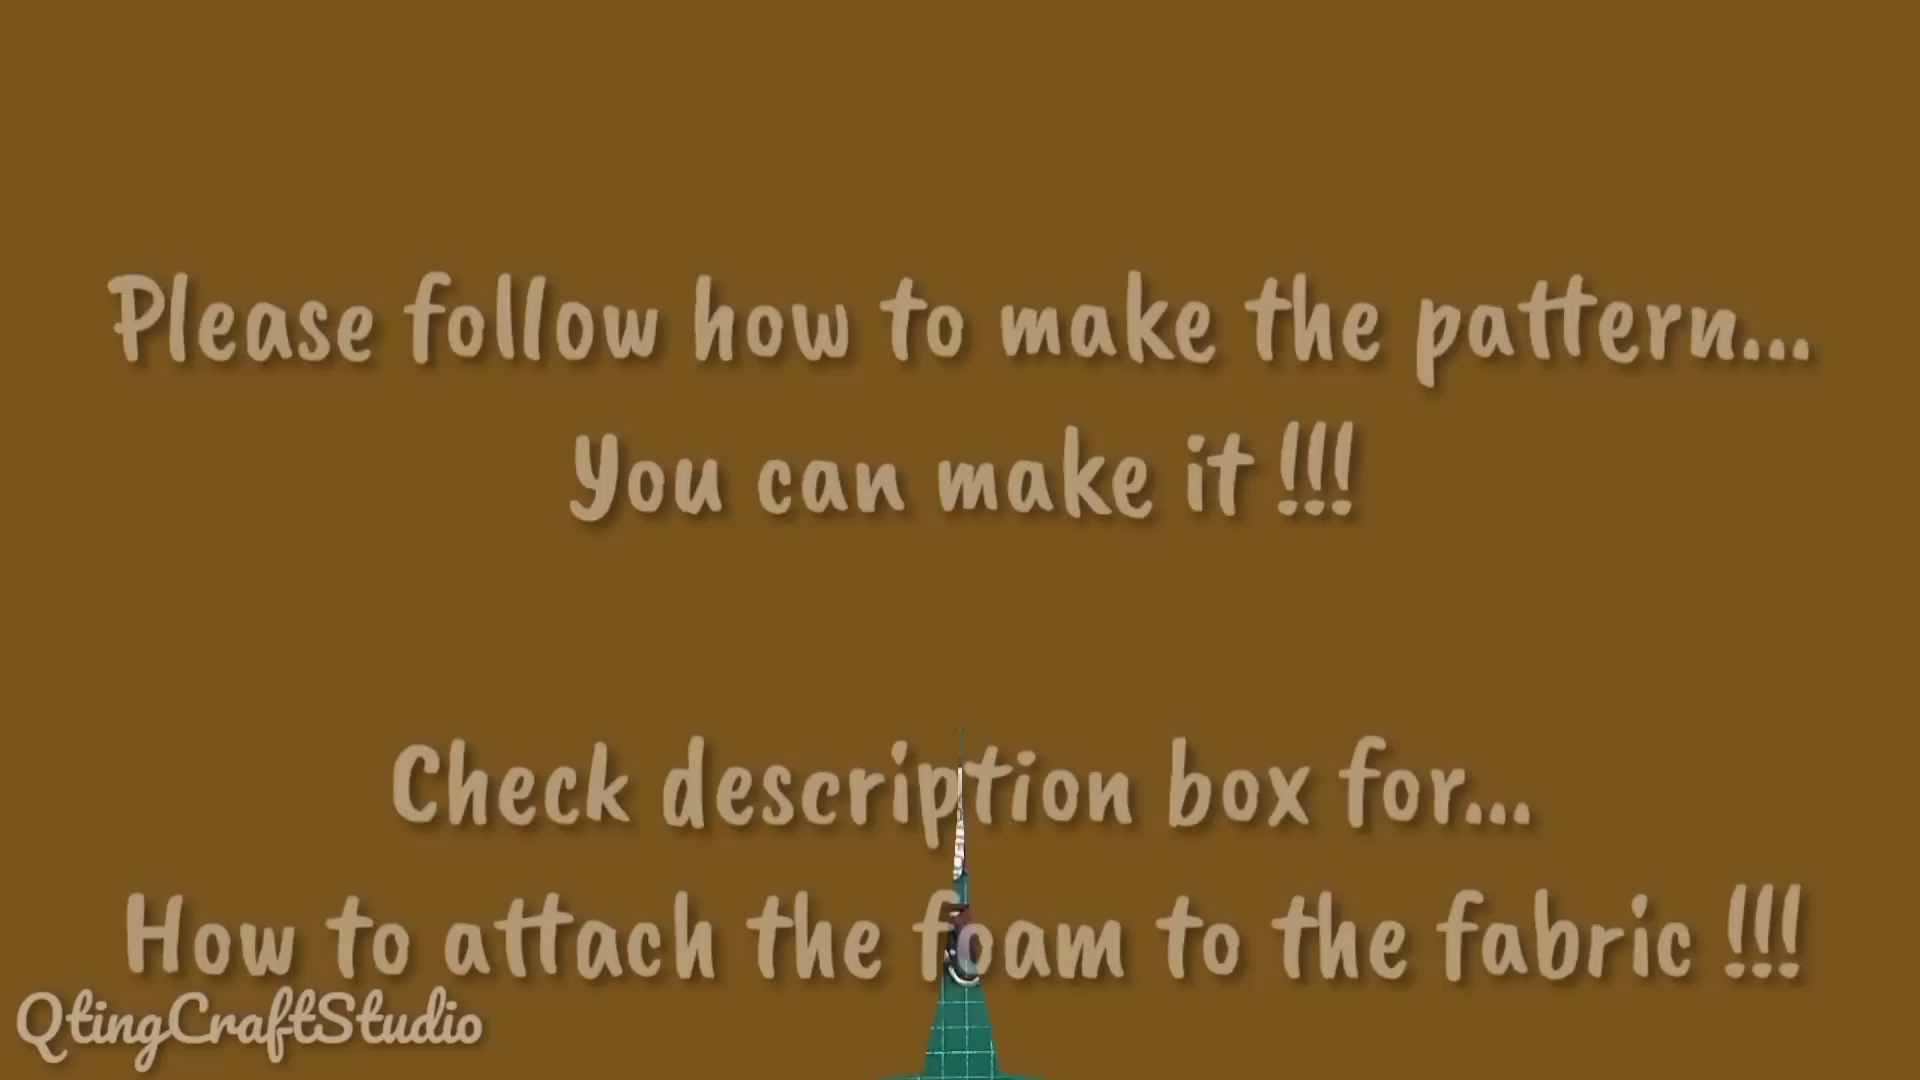 Please follow how to make the pattern...
You can make it !!!
Check description box for...
How to attach the foam to the fabric !!!
QtingCraftStudio